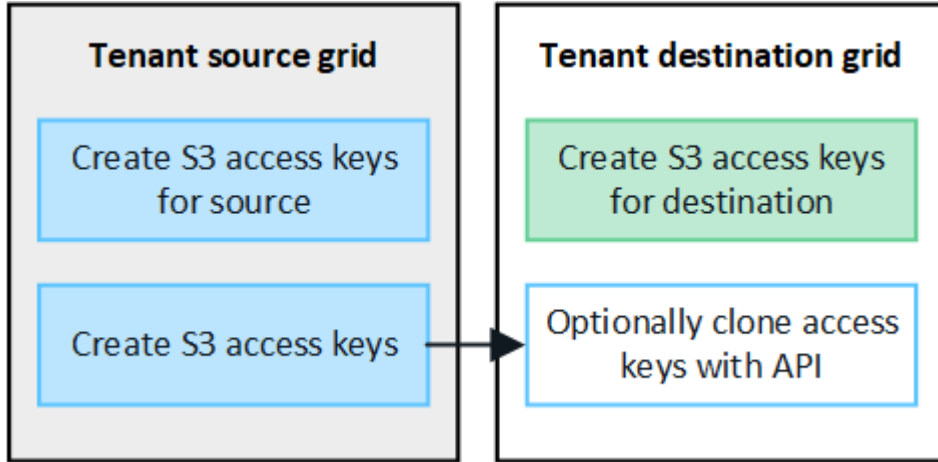 Tenant source grid
Create S3 access keys
for source
Create S3 access keys
Tenant destination grid
Create S3 access keys
for destination
Optionally clone access
keys with API